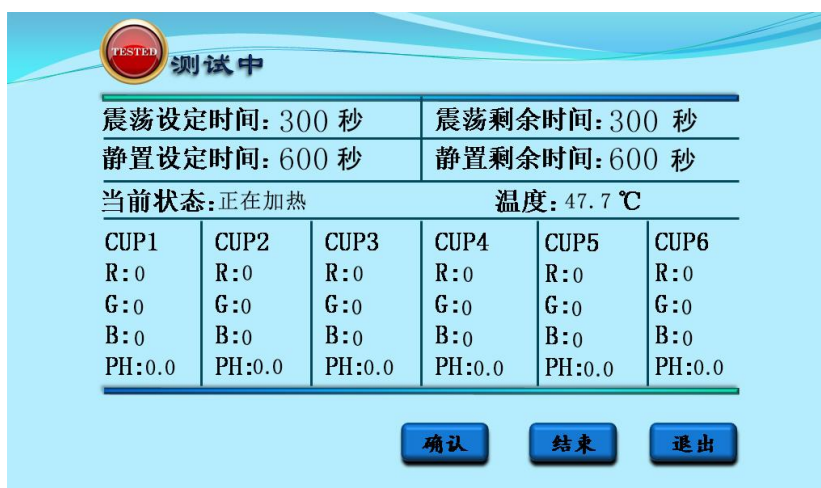 TESTED
测试中
震荡设定时间: 300 秒 震荡剩余时间: 300 秒
静置设定时间: 600 秒 静置剩余时间: 600 秒
当前状态: 正在加热 温度: 47.7 ℃
CUP1 CUP2 CUP3 CUP4 CUP5 CUP6
R:0 R:0 R:0 R:0 R:0 R:0
G:0 G:0 G:0 G:0 G:0 G:0
B:0 B:0 B:0 B:0 B:0 B:0
PH:0.0 PH:0.0 PH:0.0 PH:0.0 PH:0.0 PH:0.0
确认 结束 退出